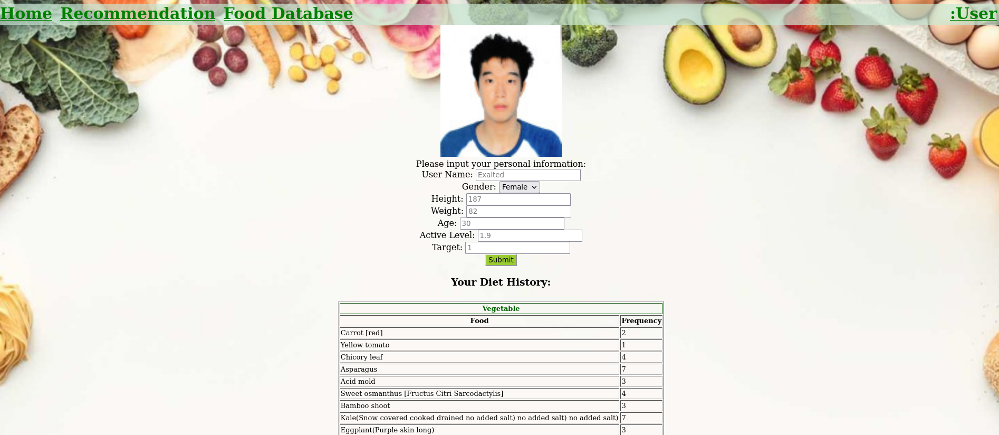 Home Recommendation Food Database :User
Please input your personal information:
User Name: Exalted
Gender: Female
Height: 187
Weight: 82
Age: 30
Active Level: 1.9
Target: 1
Submit
Your Diet History:
Vegetable
Food Frequency
Carrot [red] 2
Yellow tomato 1
Chicory leaf 4
Asparagus 7
Acid mold 3
Sweet osmanthus [Fructus Citri Sarcodactylis] 4
Bamboo shoot 3
Kale(Snow covered cooked drained no added salt) no added salt) no added salt) 7
Eggplant(Purple skin long) 3